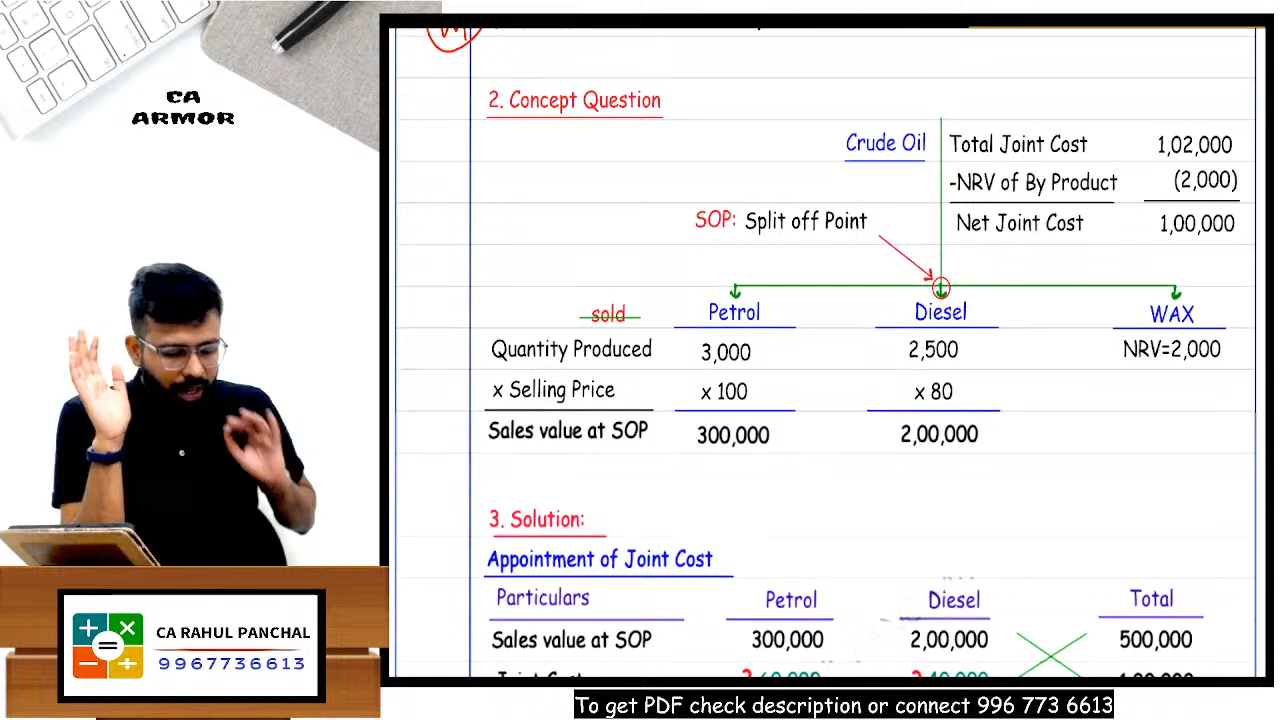 CA
ARMOR
2. Concept Question
Crude Oil
Total Joint Cost 1,02,000
-NRV of By Product (2,000)
Net Joint Cost 1,00,000
SOP: Split off Point
sold Petrol Diesel WAX
Quantity Produced 3,000 2,500 NRV=2,000
x Selling Price x 100 x 80
Sales value at SOP 300,000 2,00,000
3. Solution:
Appointment of Joint Cost
Particulars Petrol Diesel Total
Sales value at SOP 300,000 2,00,000 500,000
CA RAHUL PANCHAL
9967736613
To get PDF check description or connect 996 773 6613